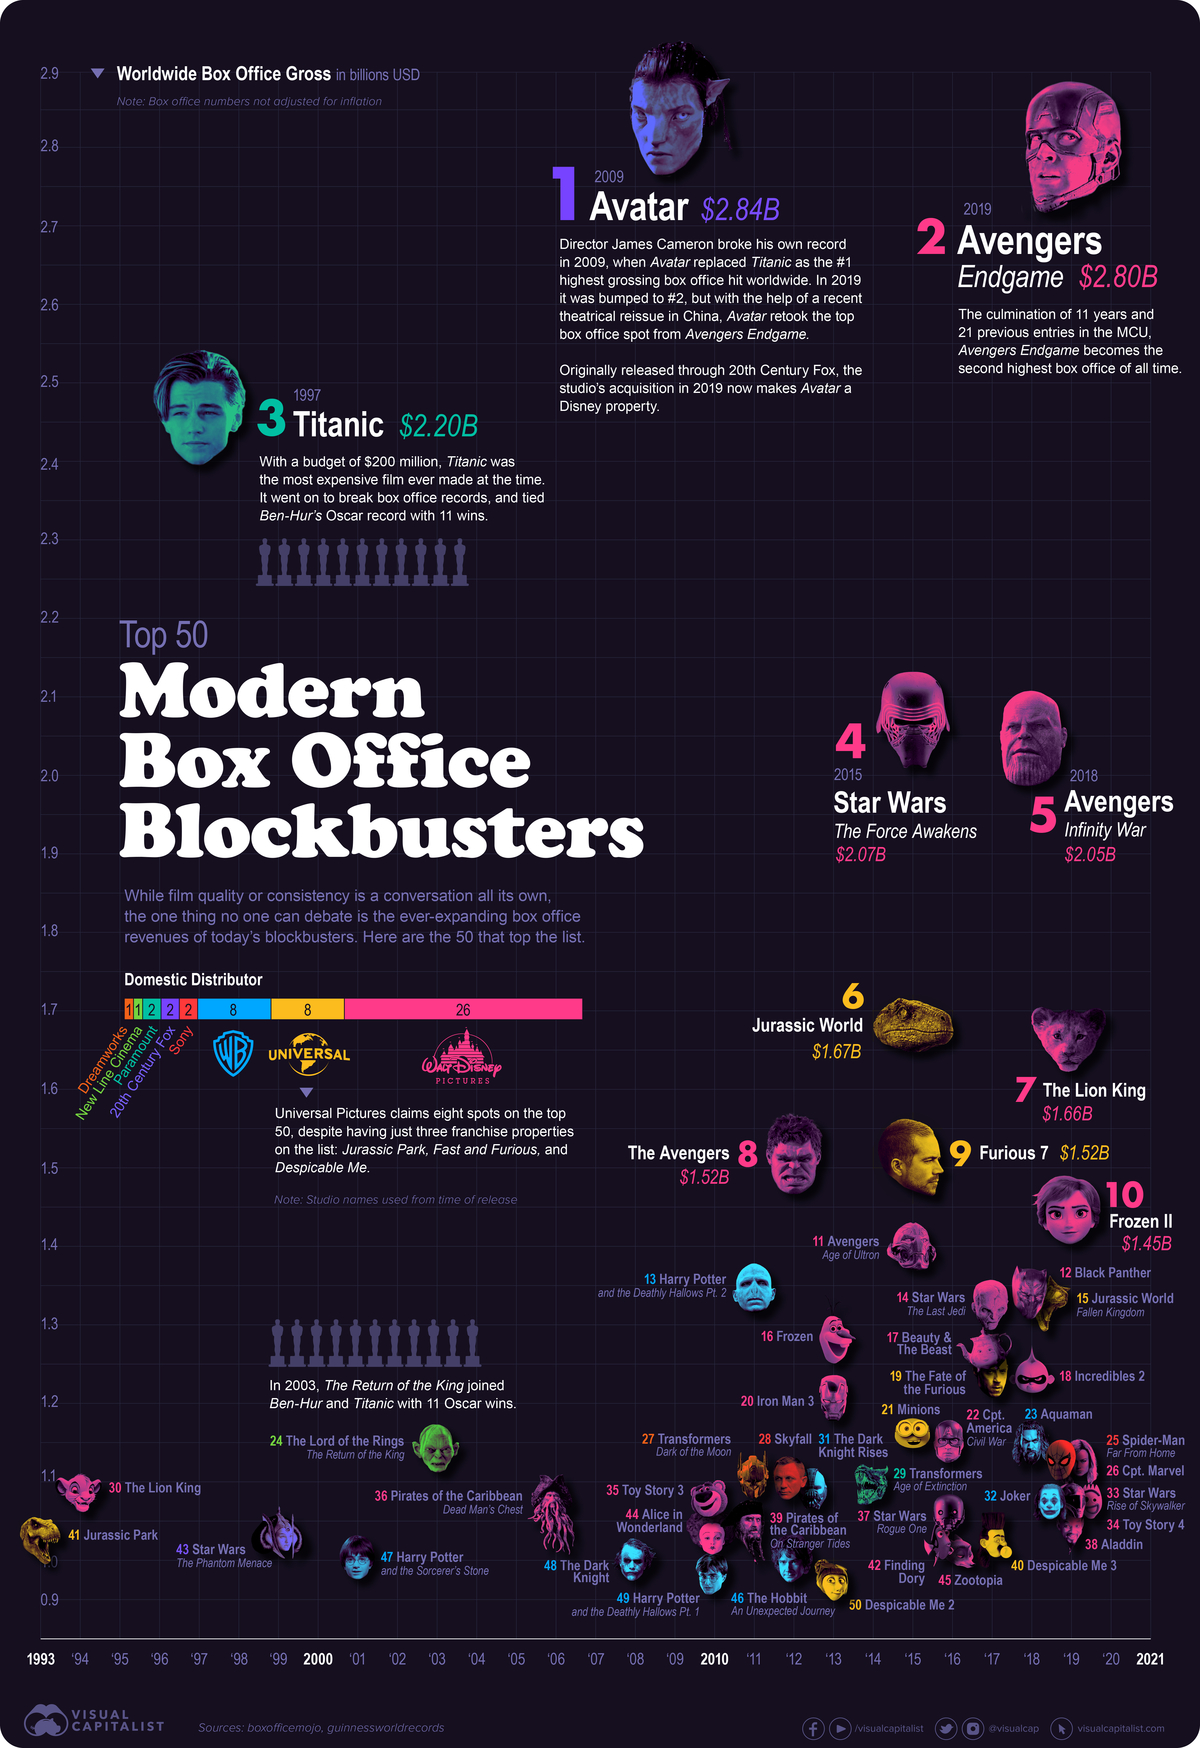 Worldwide Box Office Gross in billions USD
Note: Box office numbers not adjusted for inflation
2.9
2.8
2.7
2.6
2.5
2.4
2.3
2.2
2.1
2.0
1.9
1.8
1.7
1.6
1.5
1.4
1.3
1.2
1.1
0.9
1 2009
Avatar $2.84B
Director James Cameron broke his own record
in 2009, when Avatar replaced Titanic as the #1
highest grossing box office hit worldwide. In 2019
it was bumped to #2, but with the help of a recent
theatrical reissue in China, Avatar retook the top
box office spot from Avengers Endgame.
Originally released through 20th Century Fox, the
studio's acquisition in 2019 now makes Avatar a
Disney property.
2019
2 Avengers
Endgame $2.80B
The culmination of 11 years and
21 previous entries in the MCU,
Avengers Endgame becomes the
second highest box office of all time.
1997
3 Titanic $2.20B
With a budget of $200 million, Titanic was
the most expensive film ever made at the time.
It went on to break box office records, and tied
Ben-Hur's Oscar record with 11 wins.
Top 50
Modern
Box Office
Blockbusters
While film quality or consistency is a conversation all its own,
the one thing no one can debate is the ever-expanding box office
revenues of today's blockbusters. Here are the 50 that top the list.
4
2015
Star Wars
The Force Awakens
$2.07B
2018
5 Avengers
Infinity War
$2.05B
Domestic Distributor
1 1 2 2 2 8 8 26
Dreamworks
New Line Cinema
Paramount
20th Century Fox
Sony
WB
UNIVERSAL
WALT DISNEY
PICTURES
Universal Pictures claims eight spots on the top
50, despite having just three franchise properties
on the list: Jurassic Park, Fast and Furious, and
Despicable Me.
Note: Studio names used from time of release
6
Jurassic World
$1.67B
7 The Lion King
$1.66B
The Avengers 8
$1.52B
9 Furious 7 $1.52B
10
Frozen II
$1.45B
11 Avengers
Age of Ultron
12 Black Panther
13 Harry Potter
and the Deathly Hallows Pt. 2
14 Star Wars
The Last Jedi
15 Jurassic World
Fallen Kingdom
16 Frozen
17 Beauty &
The Beast
18 Incredibles 2
19 The Fate of
the Furious
20 Iron Man 3
21 Minions
22 Cpt.
America
Civil War
23 Aquaman
In 2003, The Return of the King joined
Ben-Hur and Titanic with 11 Oscar wins.
24 The Lord of the Rings
The Return of the King
25 Spider-Man
Far From Home
26 Cpt. Marvel
27 Transformers
Dark of the Moon
28 Skyfall
29 Transformers
Age of Extinction
30 The Lion King
31 The Dark
Knight Rises
32 Joker
33 Star Wars
Rise of Skywalker
34 Toy Story 4
35 Toy Story 3
36 Pirates of the Caribbean
Dead Man's Chest
37 Star Wars
Rogue One
38 Aladdin
39 Pirates of
the Caribbean
On Stranger Tides
40 Despicable Me 3
41 Jurassic Park
42 Finding
Dory
43 Star Wars
The Phantom Menace
44 Alice in
Wonderland
45 Zootopia
46 The Hobbit
An Unexpected Journey
47 Harry Potter
and the Sorcerer's Stone
48 The Dark
Knight
49 Harry Potter
and the Deathly Hallows Pt. 1
50 Despicable Me 2
1993 '94 '95 '96 '97 '98 '99 2000 '01 '02 '03 '04 '05 '06 '07 '08 '09 2010 '11 '12 '13 '14 '15 '16 '17 '18 '19 '20 2021
VISUAL
CAPITALIST
Sources: boxofficemojo, guinnessworldrecords
/visualcapitalist @visualcap visualcapitalist.com